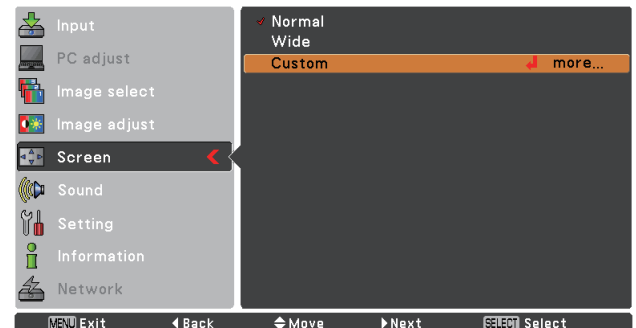 Input
PC adjust
Image select
Image adjust
Screen
Sound
Setting
Information
Network
Normal
Wide
Custom more...
MENU Exit Back Move Next SELECT Select